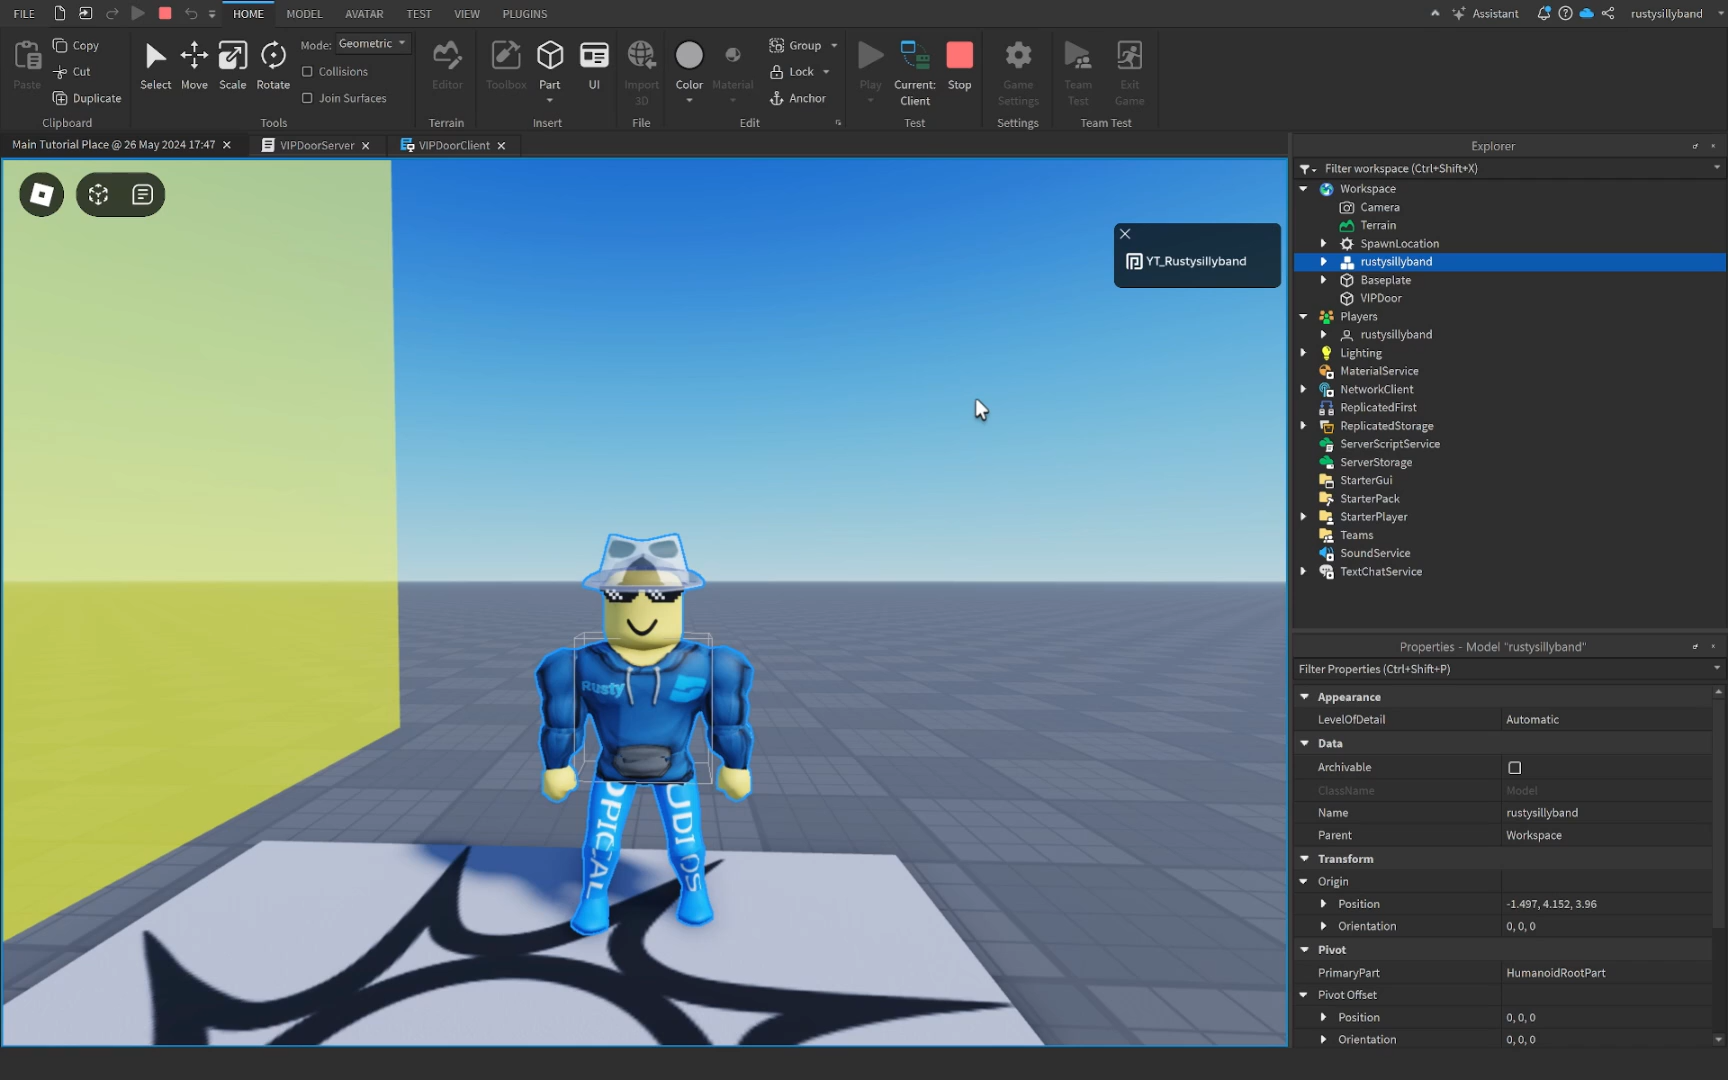 FILE HOME MODEL AVATAR TEST VIEW PLUGINS Assistant rustysillyband
Paste Copy Cut Duplicate Clipboard
Select Move Scale Rotate Mode: Geometric Collisions Join Surfaces Tools
Editor Terrain
Toolbox Part UI Insert
Import 3D File
Color Material Group Lock Anchor Edit
Play Current: Client Stop Test
Game Settings Settings
Team Test Exit Game Team Test
Main Tutorial Place @ 26 May 2024 17:47 VIPDoorServer VIPDoorClient
YT_Rustysillyband
Rusty
OPICAL
UDIOS
Explorer
Filter workspace (Ctrl+Shift+X)
Workspace
Camera
Terrain
SpawnLocation
rustysillyband
Baseplate
VIPDoor
Players
rustysillyband
Lighting
MaterialService
NetworkClient
ReplicatedFirst
ReplicatedStorage
ServerScriptService
ServerStorage
StarterGui
StarterPack
StarterPlayer
Teams
SoundService
TextChatService
Properties - Model "rustysillyband"
Filter Properties (Ctrl+Shift+P)
Appearance
LevelOfDetail Automatic
Data
Archivable
ClassName Model
Name rustysillyband
Parent Workspace
Transform
Origin
Position -1.497, 4.152, 3.96
Orientation 0, 0, 0
Pivot
PrimaryPart HumanoidRootPart
Pivot Offset
Position 0, 0, 0
Orientation 0, 0, 0